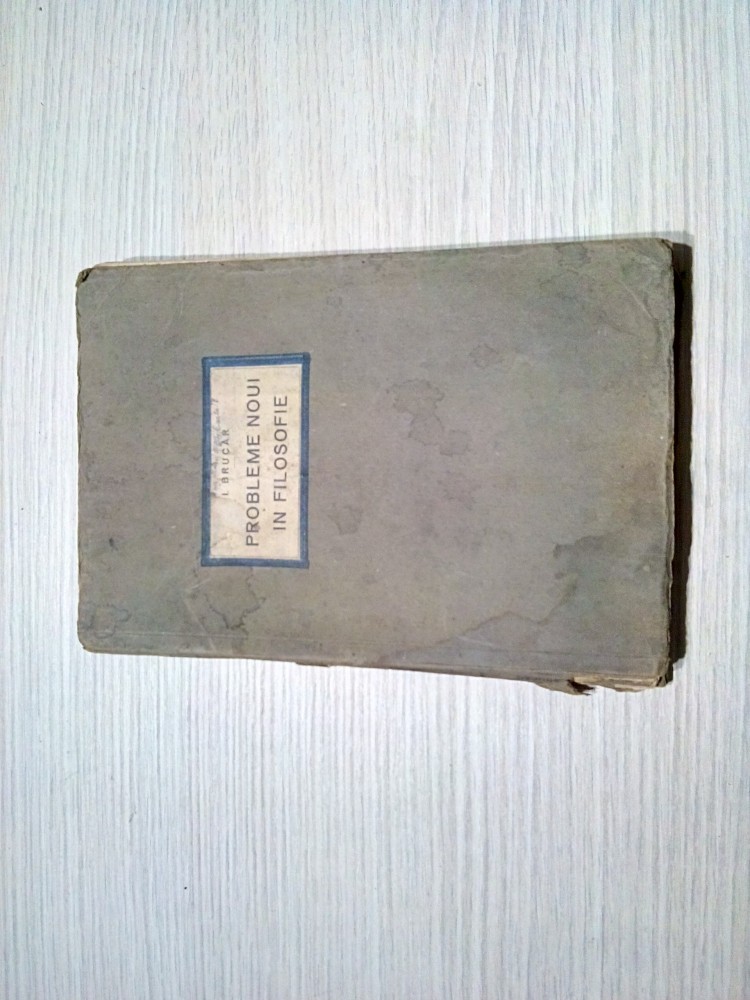 I. BRUCĂR
PROBLEME NOUI
IN FILOSOFIE